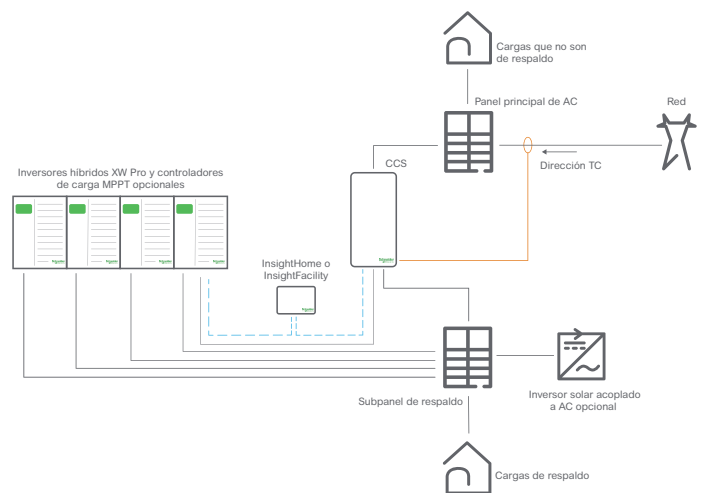 Cargas que no son
de respaldo
Panel principal de AC
Red
CCS
Dirección TC
Inversores híbridos XW Pro y controladores
de carga MPPT opcionales
InsightHome o
InsightFacility
Subpanel de respaldo
Inversor solar acoplado
a AC opcional
Cargas de respaldo